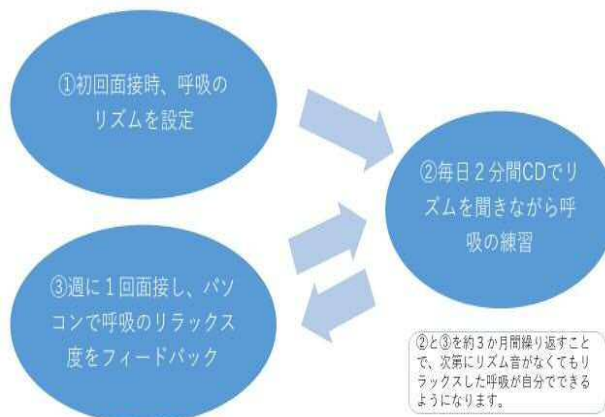 ①初回面接時、呼吸の
リズムを設定
②毎日２分間CDでリ
ズムを聞きながら呼
吸の練習
③週に１回面接し、パソ
コンで呼吸のリラックス
度をフィードバック
②と③を約３か月間繰り返すこと
で、次第にリズム音がなくてもリ
ラックスした呼吸が自分でできる
ようになります。